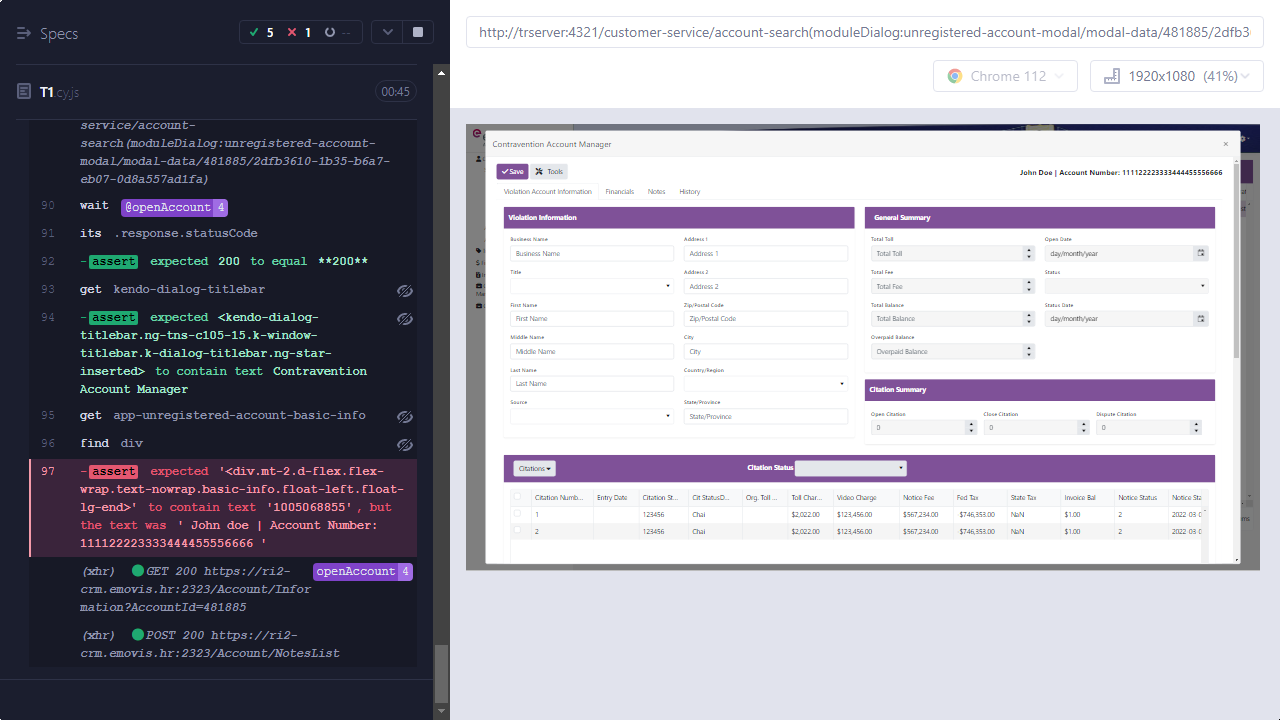 Specs
5
1
--
T1 cy.js
00:45
service/account-
search(moduleDialog:unregistered-account-
modal/modal-data/481885/2dfb3610-1b35-b6a7-
eb07-0d8a557ad1fa)
90 wait @openAccount 4
91 its .response.statusCode
92 -assert expected 200 to equal **200**
93 get kendo-dialog-titlebar
94 -assert expected <kendo-dialog-
titlebar.ng-tns-c105-15.k-window-
titlebar.k-dialog-titlebar.ng-star-
inserted> to contain text Contravention
Account Manager
95 get app-unregistered-account-basic-info
96 find div
97 -assert expected '<div.mt-2.d-flex.flex-
wrap.text-nowrap.basic-info.float-left.float-
lg-end>' to contain text '1005068855', but
the text was ' John doe | Account Number:
111122223333444455556666 '
(xhr) GET 200 https://ri2- openAccount 4
crm.emovis.hr:2323/Account/Infor
mation?AccountId=481885
(xhr) POST 200 https://ri2-
crm.emovis.hr:2323/Account/NotesList
http://trserver:4321/customer-service/account-search(moduleDialog:unregistered-account-modal/modal-data/481885/2dfb3
Chrome 112
1920x1080 (41%)
Contravention Account Manager ×
Save Tools
John Doe | Account Number: 111122223333444455556666
Violation Account Information Financials Notes History
Violation Information
General Summary
Business Name Address 1
Business Name Address 1
Title Address 2
Address 2
First Name Zip/Postal Code
First Name Zip/Postal Code
Middle Name City
Middle Name City
Last Name Country/Region
Last Name
Source State/Province
State/Province
Total Toll Open Date
Total Toll day/month/year
Total Fee Status
Total Fee
Total Balance Status Date
Total Balance day/month/year
Overpaid Balance
Overpaid Balance
Citation Summary
Open Citation Close Citation Dispute Citation
0 0 0
Citations Citation Status
Citation Numb... Entry Date Citation St... Cit StatusD... Org. Toll ... Toll Char... Video Charge Notice Fee Fed Tax State Tax Invoice Bal Notice Status Notice Sta
1 123456 Chai $2,022.00 $123,456.00 $567,234.00 $746,353.00 NaN $1.00 2 2022-03-0
2 123456 Chai $2,022.00 $123,456.00 $567,234.00 $746,353.00 NaN $1.00 2 2022-03-0